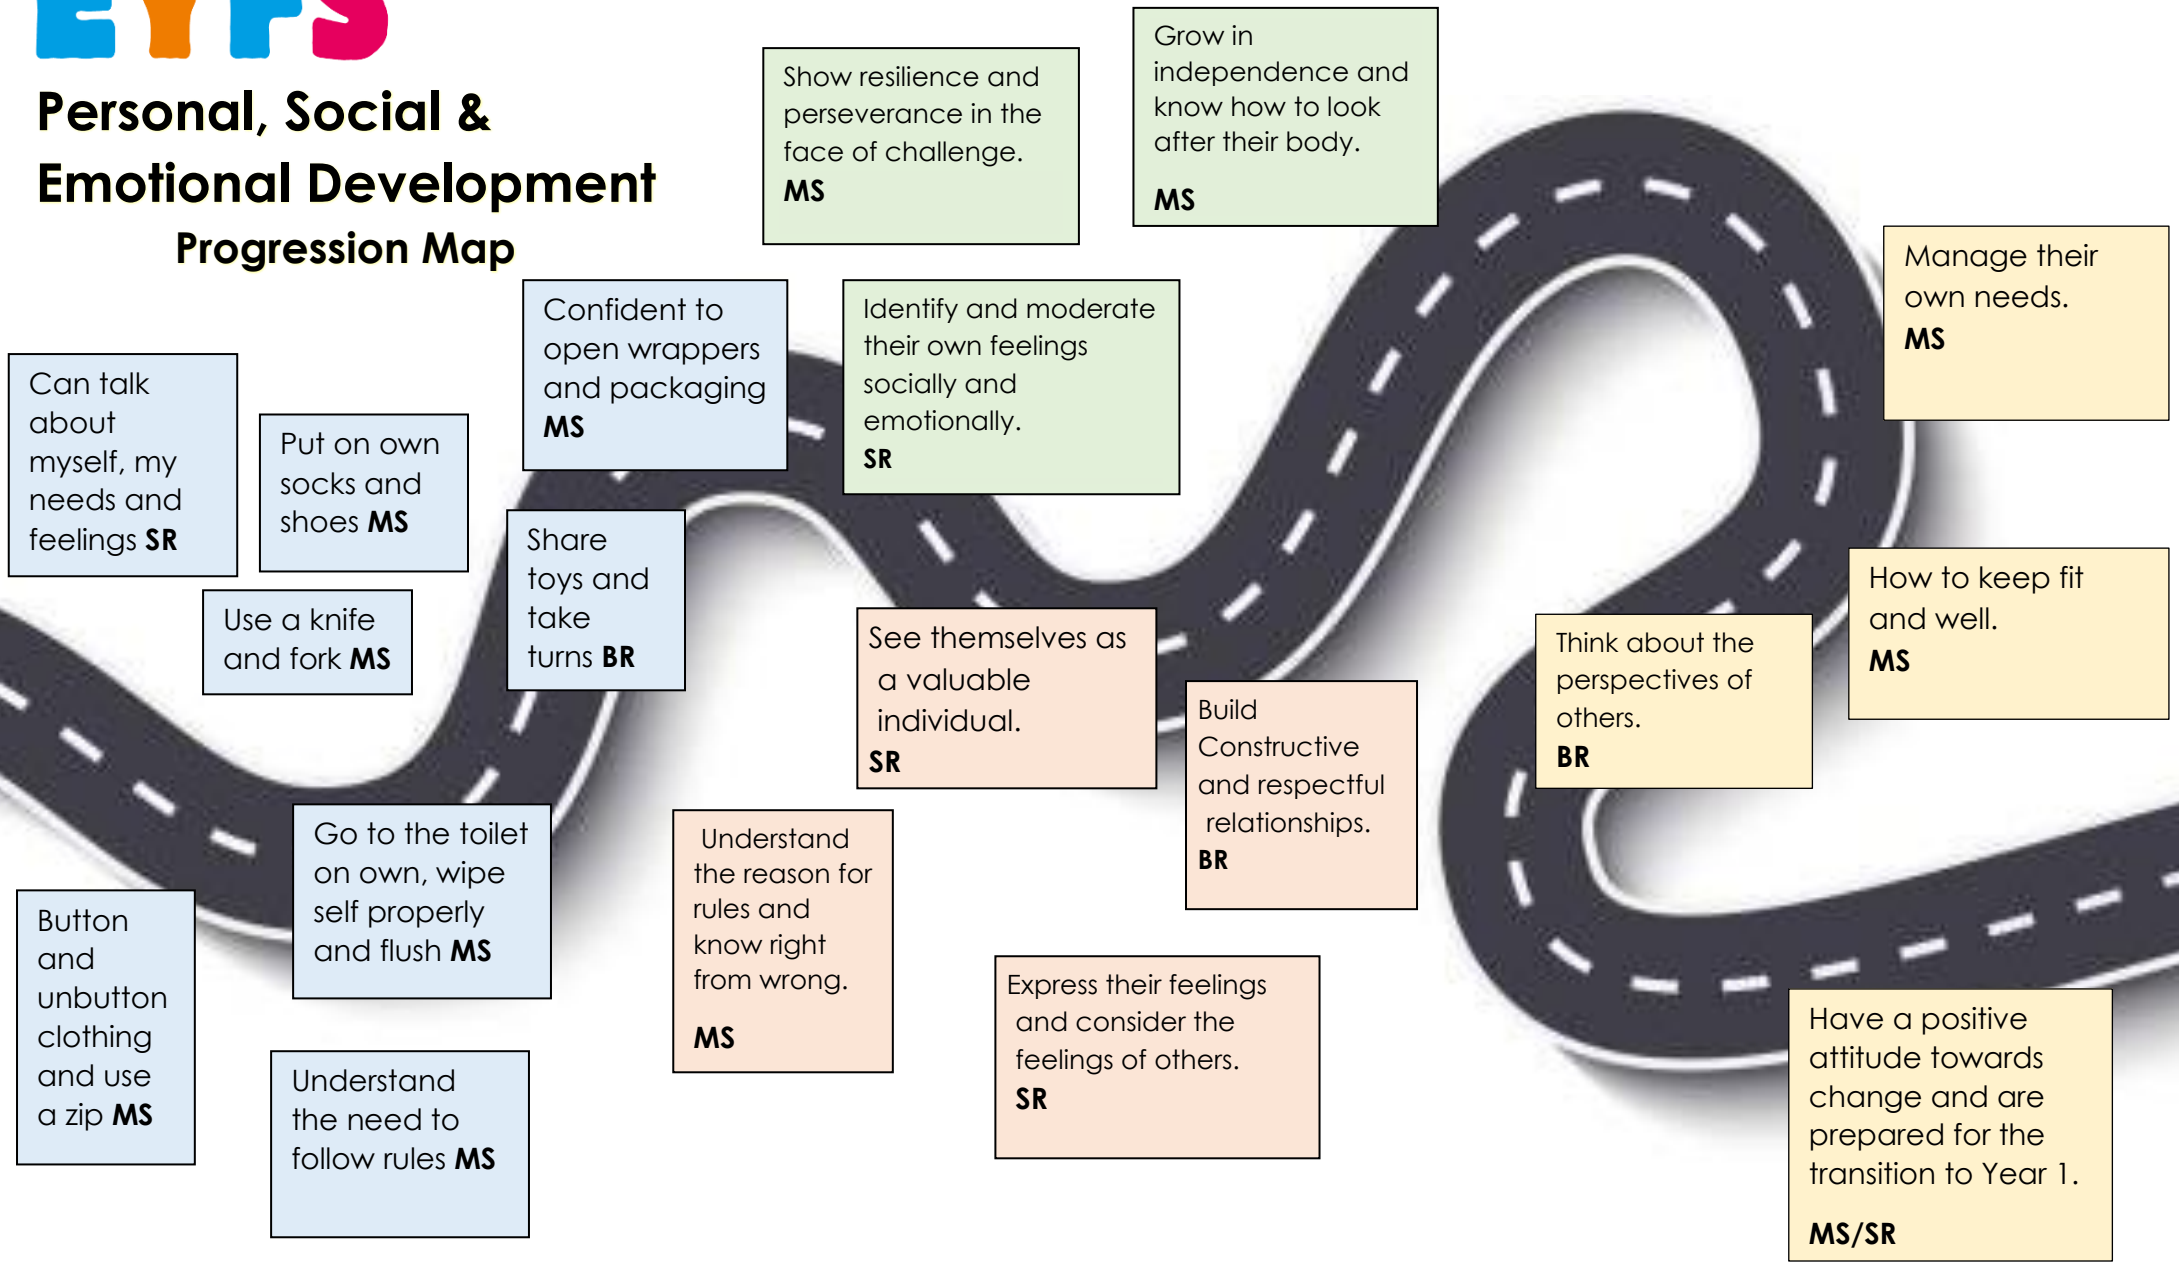 EYFS
Personal, Social &
Emotional Development
Progression Map
Can talk
about
myself, my
needs and
feelings SR
Put on own
socks and
shoes MS
Use a knife
and fork MS
Button
and
unbutton
clothing
and use
a zip MS
Go to the toilet
on own, wipe
self properly
and flush MS
Understand
the need to
follow rules MS
Confident to
open wrappers
and packaging
MS
Share
toys and
take
turns BR
Show resilience and
perseverance in the
face of challenge.
MS
Identify and moderate
their own feelings
socially and
emotionally.
SR
Grow in
independence and
know how to look
after their body.
MS
See themselves as
a valuable
individual.
SR
Understand
the reason for
rules and
know right
from wrong.
MS
Build
Constructive
and respectful
relationships.
BR
Express their feelings
and consider the
feelings of others.
SR
Manage their
own needs.
MS
How to keep fit
and well.
MS
Think about the
perspectives of
others.
BR
Have a positive
attitude towards
change and are
prepared for the
transition to Year 1.
MS/SR